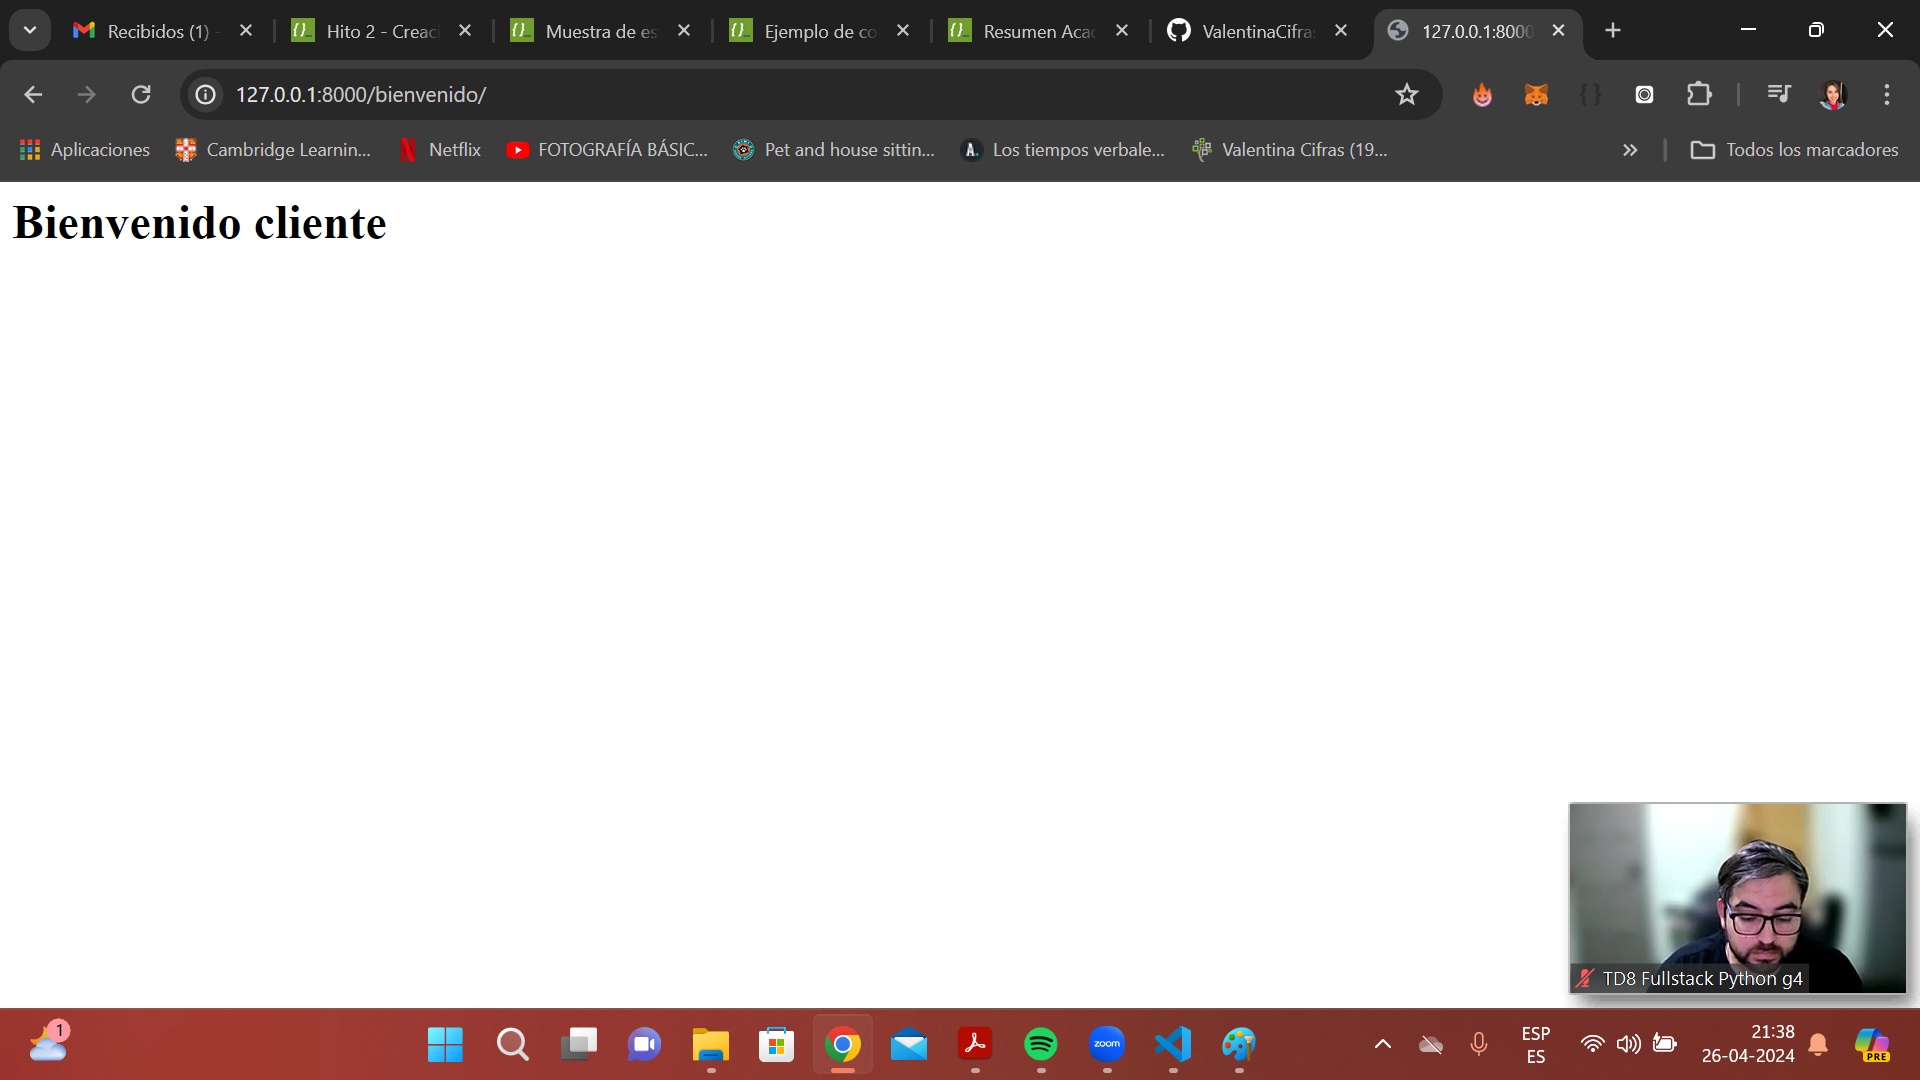 Recibidos (1) -
Hito 2 - Creaci
Muestra de es
Ejemplo de co
Resumen Acad
ValentinaCifras
127.0.0.1:8000
127.0.0.1:8000/bienvenido/
Aplicaciones
Cambridge Learnin...
Netflix
FOTOGRAFÍA BÁSIC...
Pet and house sittin...
Los tiempos verbale...
Valentina Cifras (19...
Todos los marcadores
Bienvenido cliente
TD8 Fullstack Python g4
1
zoom
ESP
ES
21:38
26-04-2024
PRE